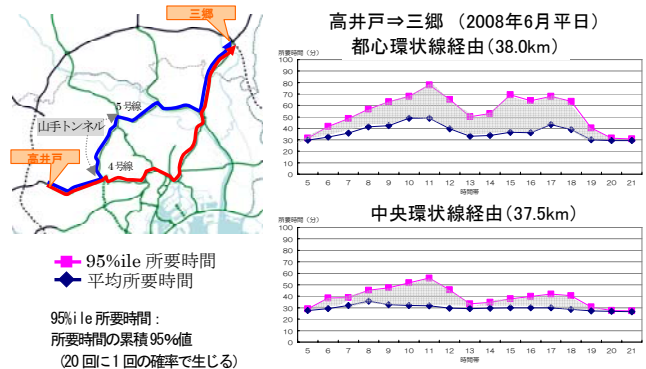 三郷
5号線
山手トンネル
高井戸
4号線
95%ile 所要時間
平均所要時間
95%ile 所要時間：
所要時間の累積95%値
（20回に1回の確率で生じる）
高井戸⇒三郷 （2008年6月平日）
都心環状線経由（38.0km）
所要時間（分）
100
90
80
70
60
50
40
30
20
10
0
5 6 7 8 9 10 11 12 13 14 15 16 17 18 19 20 21
時間帯
中央環状線経由（37.5km）
所要時間（分）
100
90
80
70
60
50
40
30
20
10
0
5 6 7 8 9 10 11 12 13 14 15 16 17 18 19 20 21
時間帯